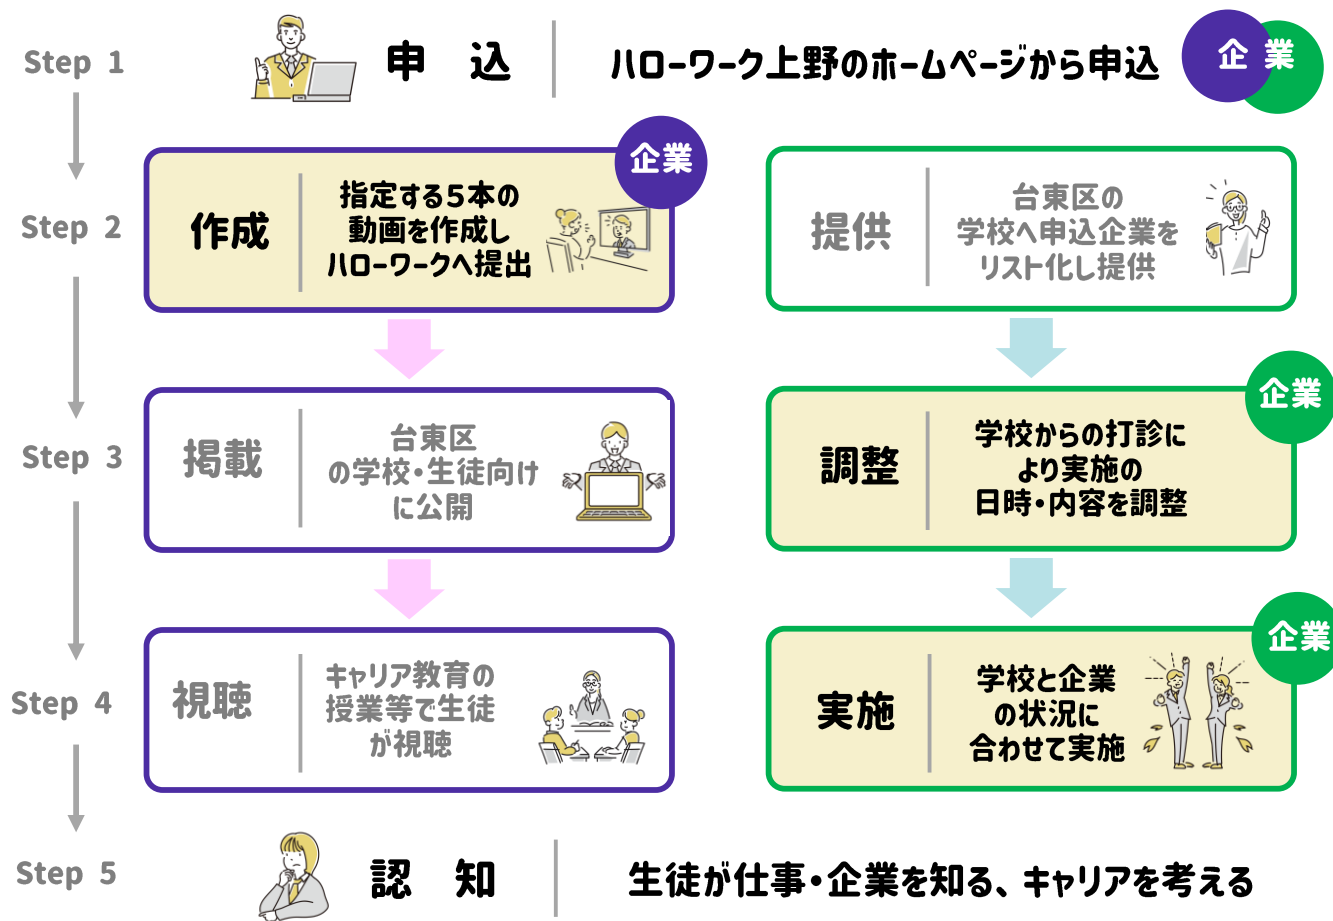 Step 1
申 込
ハローワーク上野のホームページから申込
企 業
Step 2
企業
作成
指定する5本の
動画を作成し
ハローワークへ提出
提供
台東区の
学校へ申込企業を
リスト化し提供
Step 3
掲載
台東区
の学校・生徒向け
に公開
企業
調整
学校からの打診に
より実施の
日時・内容を調整
Step 4
視聴
キャリア教育の
授業等で生徒
が視聴
企業
実施
学校と企業
の状況に
合わせて実施
Step 5
認 知
生徒が仕事・企業を知る、キャリアを考える